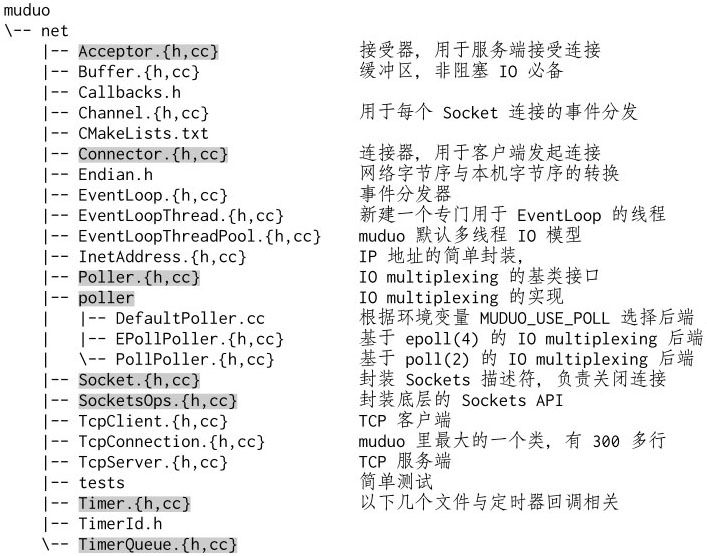 muduo
\-- net
    |-- Acceptor.{h,cc}              接受器, 用于服务端接受连接
    |-- Buffer.{h,cc}                缓冲区, 非阻塞 IO 必备
    |-- Callbacks.h
    |-- Channel.{h,cc}               用于每个 Socket 连接的事件分发
    |-- CMakeLists.txt
    |-- Connector.{h,cc}             连接器, 用于客户端发起连接
    |-- Endian.h                     网络字节序与本机字节序的转换
    |-- EventLoop.{h,cc}             事件分发器
    |-- EventLoopThread.{h,cc}       新建一个专门用于 EventLoop 的线程
    |-- EventLoopThreadPool.{h,cc}   muduo 默认多线程 IO 模型
    |-- InetAddress.{h,cc}           IP 地址的简单封装,
    |-- Poller.{h,cc}                IO multiplexing 的基类接口
    |-- poller                       IO multiplexing 的实现
    |   |-- DefaultPoller.cc         根据环境变量 MUDUO_USE_POLL 选择后端
    |   |-- EPollPoller.{h,cc}       基于 epoll(4) 的 IO multiplexing 后端
    |   \-- PollPoller.{h,cc}        基于 poll(2) 的 IO multiplexing 后端
    |-- Socket.{h,cc}                封装 Sockets 描述符, 负责关闭连接
    |-- SocketsOps.{h,cc}            封装底层的 Sockets API
    |-- TcpClient.{h,cc}             TCP 客户端
    |-- TcpConnection.{h,cc}         muduo 里最大的一个类, 有 300 多行
    |-- TcpServer.{h,cc}             TCP 服务端
    |-- tests                        简单测试
    |-- Timer.{h,cc}                 以下几个文件与定时器回调相关
    |-- TimerId.h
    \-- TimerQueue.{h,cc}